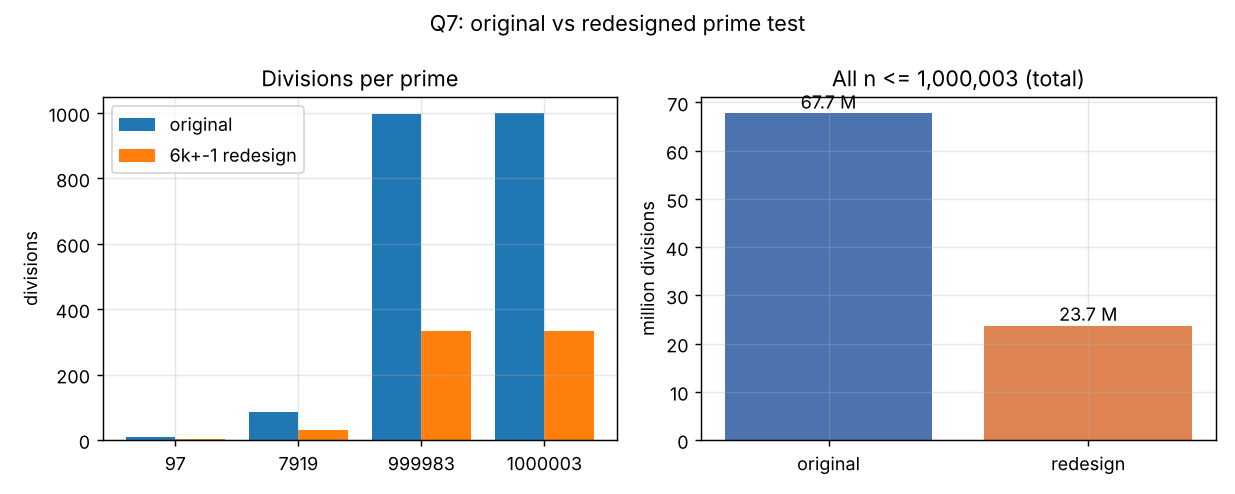 Q7: original vs redesigned prime test
Divisions per prime
divisions
1000
800
600
400
200
0
original
6k+-1 redesign
97
7919
999983
1000003
All n <= 1,000,003 (total)
million divisions
70
60
50
40
30
20
10
0
67.7 M
23.7 M
original
redesign